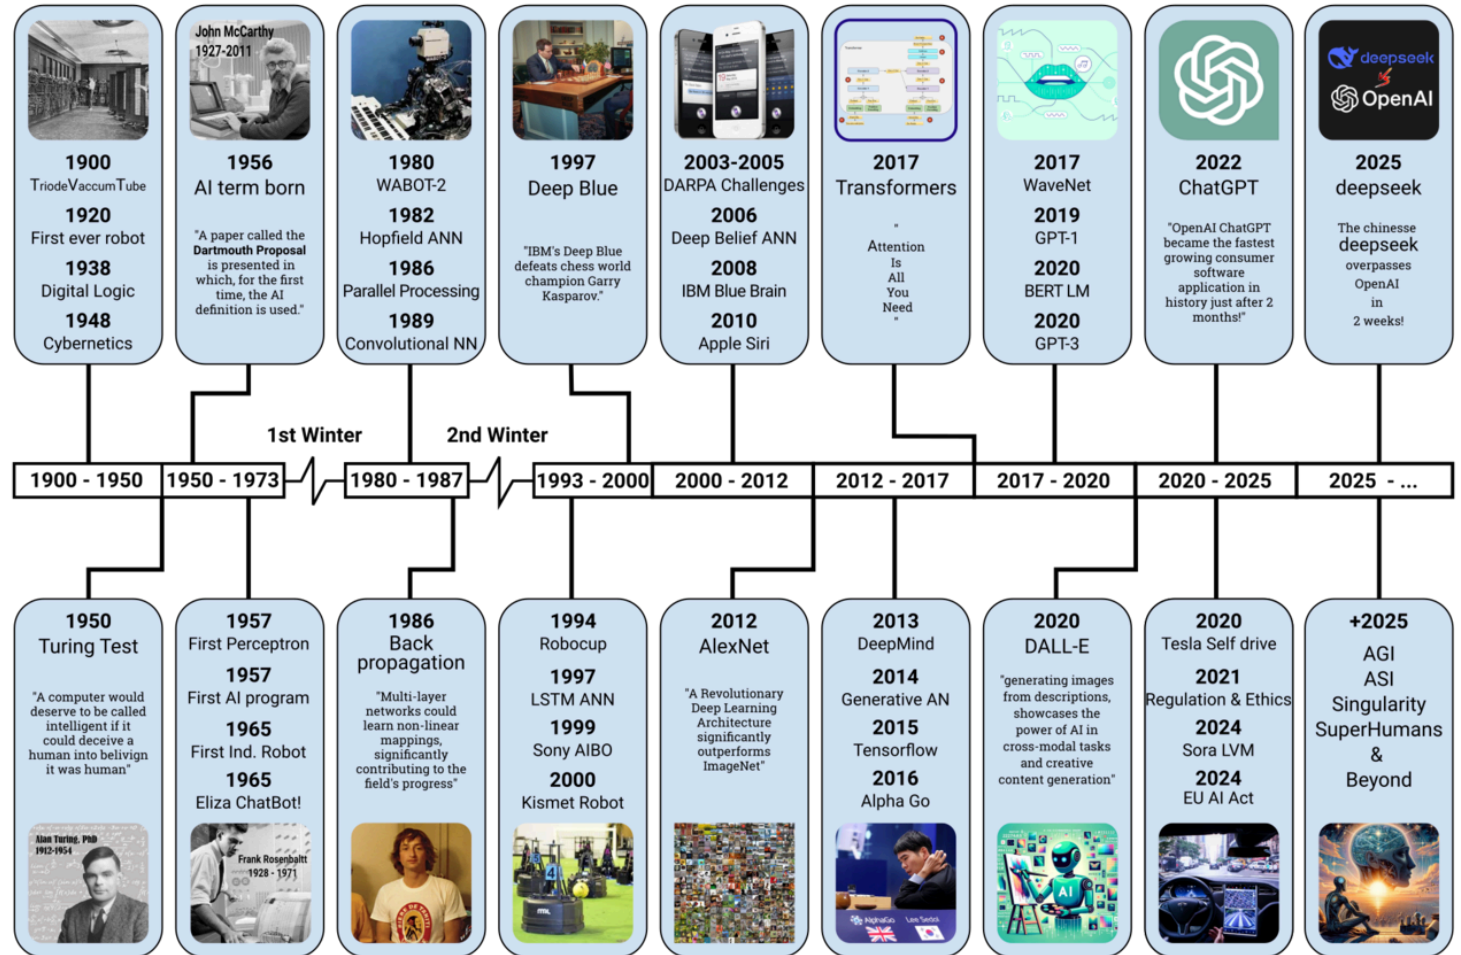 John McCarthy
1927-2011
1900
TriodeVaccumTube
1920
First ever robot
1938
Digital Logic
1948
Cybernetics
1956
AI term born
"A paper called the
Dartmouth Proposal
is presented in
which, for the first
time, the AI
definition is used."
1980
WABOT-2
1982
Hopfield ANN
1986
Parallel Processing
1989
Convolutional NN
1997
Deep Blue
"IBM's Deep Blue
defeats chess world
champion Garry
Kasparov."
2003-2005
DARPA Challenges
2006
Deep Belief ANN
2008
IBM Blue Brain
2010
Apple Siri
2017
Transformers
"
Attention
Is
All
You
Need
"
2017
WaveNet
2019
GPT-1
2020
BERT LM
2020
GPT-3
2022
ChatGPT
"OpenAI ChatGPT
became the fastest
growing consumer
software
application in
history just after 2
months!"
deepseek
OpenAI
2025
deepseek
The chinesse
deepseek
overpasses
OpenAI
in
2 weeks!
1st Winter
2nd Winter
1900 - 1950
1950 - 1973
1980 - 1987
1993 - 2000
2000 - 2012
2012 - 2017
2017 - 2020
2020 - 2025
2025 - ...
1950
Turing Test
"A computer would
deserve to be called
intelligent if it
could deceive a
human into belivign
it was human"
Alan Turing, PhD
1912-1954
1957
First Perceptron
1957
First AI program
1965
First Ind. Robot
1965
Eliza ChatBot!
Frank Rosenbaltt
1928 - 1971
1986
Back
propagation
"Multi-layer
networks could
learn non-linear
mappings,
significantly
contributing to the
field's progress"
1994
Robocup
1997
LSTM ANN
1999
Sony AIBO
2000
Kismet Robot
4
2012
AlexNet
"A Revolutionary
Deep Learning
Architecture
significantly
outperforms
ImageNet"
2013
DeepMind
2014
Generative AN
2015
Tensorflow
2016
Alpha Go
AlphaGo
Lee Sedol
2020
DALL-E
"generating images
from descriptions,
showcases the
power of AI in
cross-modal tasks
and creative
content generation"
AI
2020
Tesla Self drive
2021
Regulation & Ethics
2024
Sora LVM
2024
EU AI Act
+2025
AGI
ASI
Singularity
SuperHumans
&
Beyond